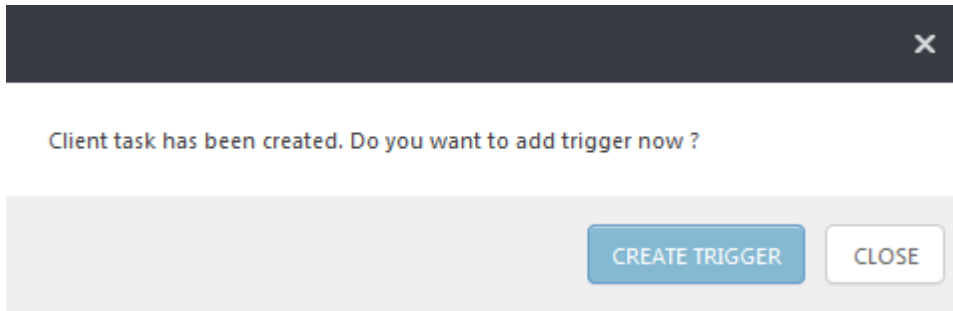 Client task has been created. Do you want to add trigger now ?
CREATE TRIGGER CLOSE